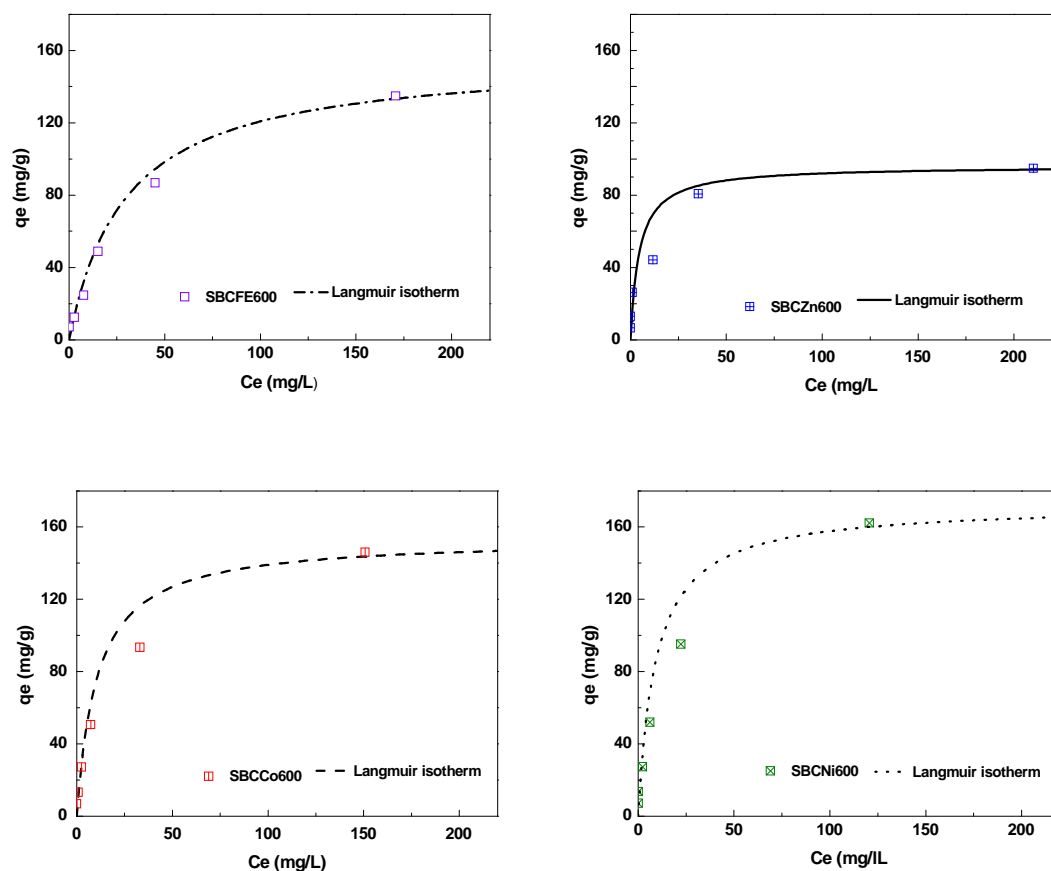 160
120
80
40
0
qe (mg/g)
SBCFE600 Langmuir isotherm
0 50 100 150 200
Ce (mg/L)
160
120
80
40
0
qe (mg/g)
SBCZn600 Langmuir isotherm
0 50 100 150 200
Ce (mg/L
160
120
80
40
0
qe (mg/g)
SBCCo600 Langmuir isotherm
0 50 100 150 200
Ce (mg/L)
160
120
80
40
0
qe (mg/g)
SBCNi600 Langmuir isotherm
0 50 100 150 200
Ce (mg/IL